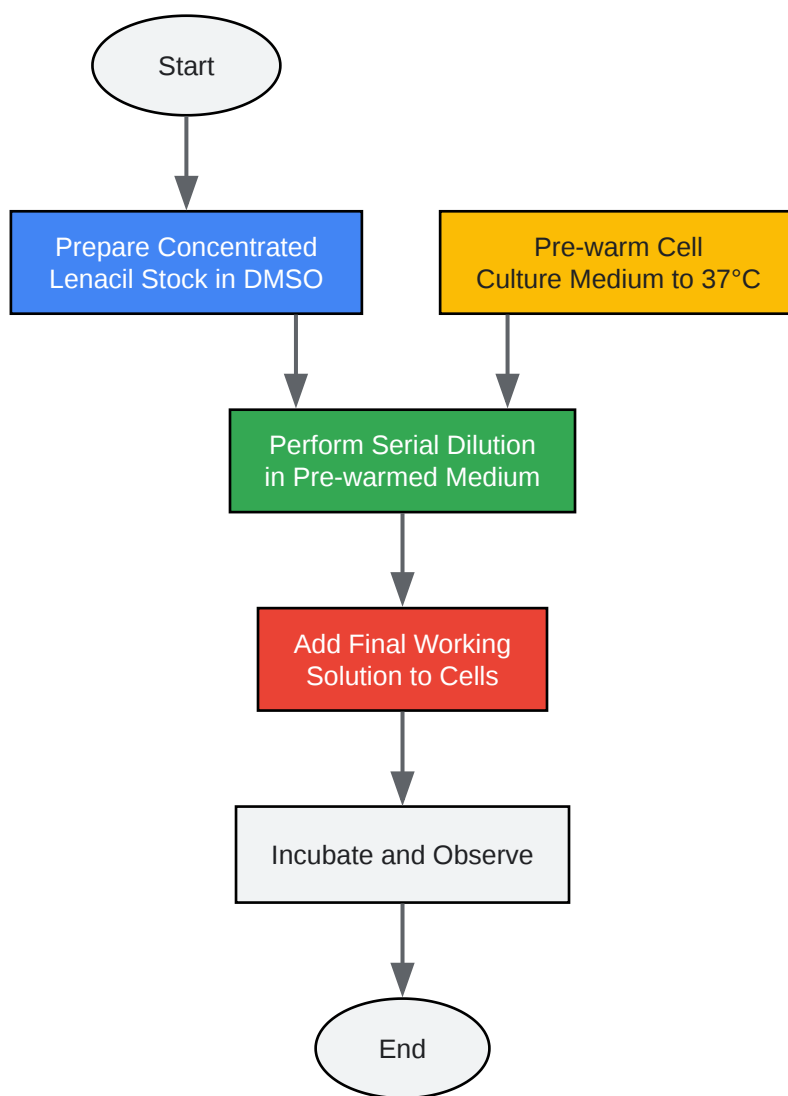 Start
Prepare Concentrated
Lenacil Stock in DMSO
Pre-warm Cell
Culture Medium to 37°C
Perform Serial Dilution
in Pre-warmed Medium
Add Final Working
Solution to Cells
Incubate and Observe
End